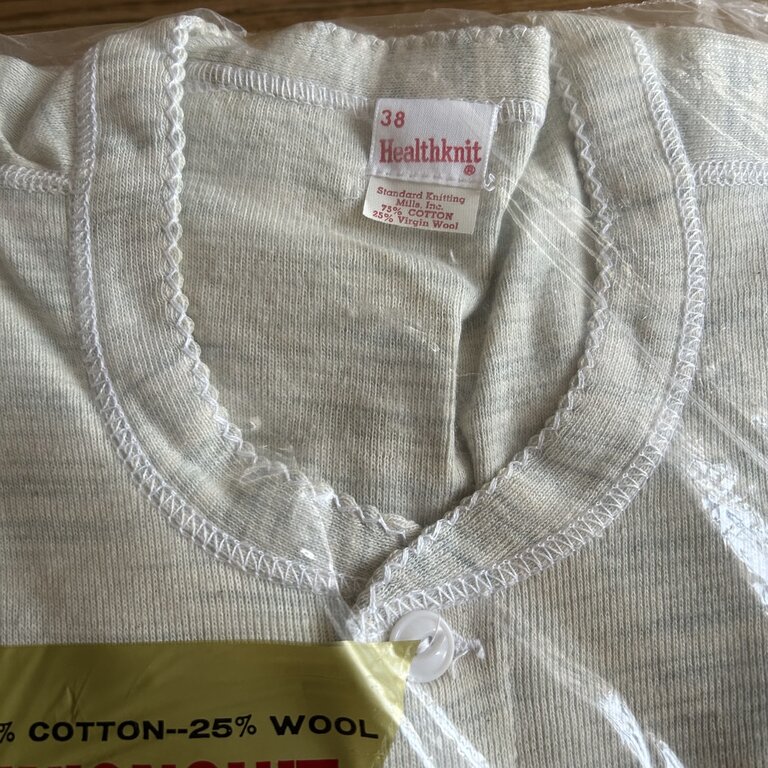 38
Healthknit
®
Standard Knitting
Mills, Inc.
75% COTTON
25% Virgin Wool
% COTTON--25% WOOL